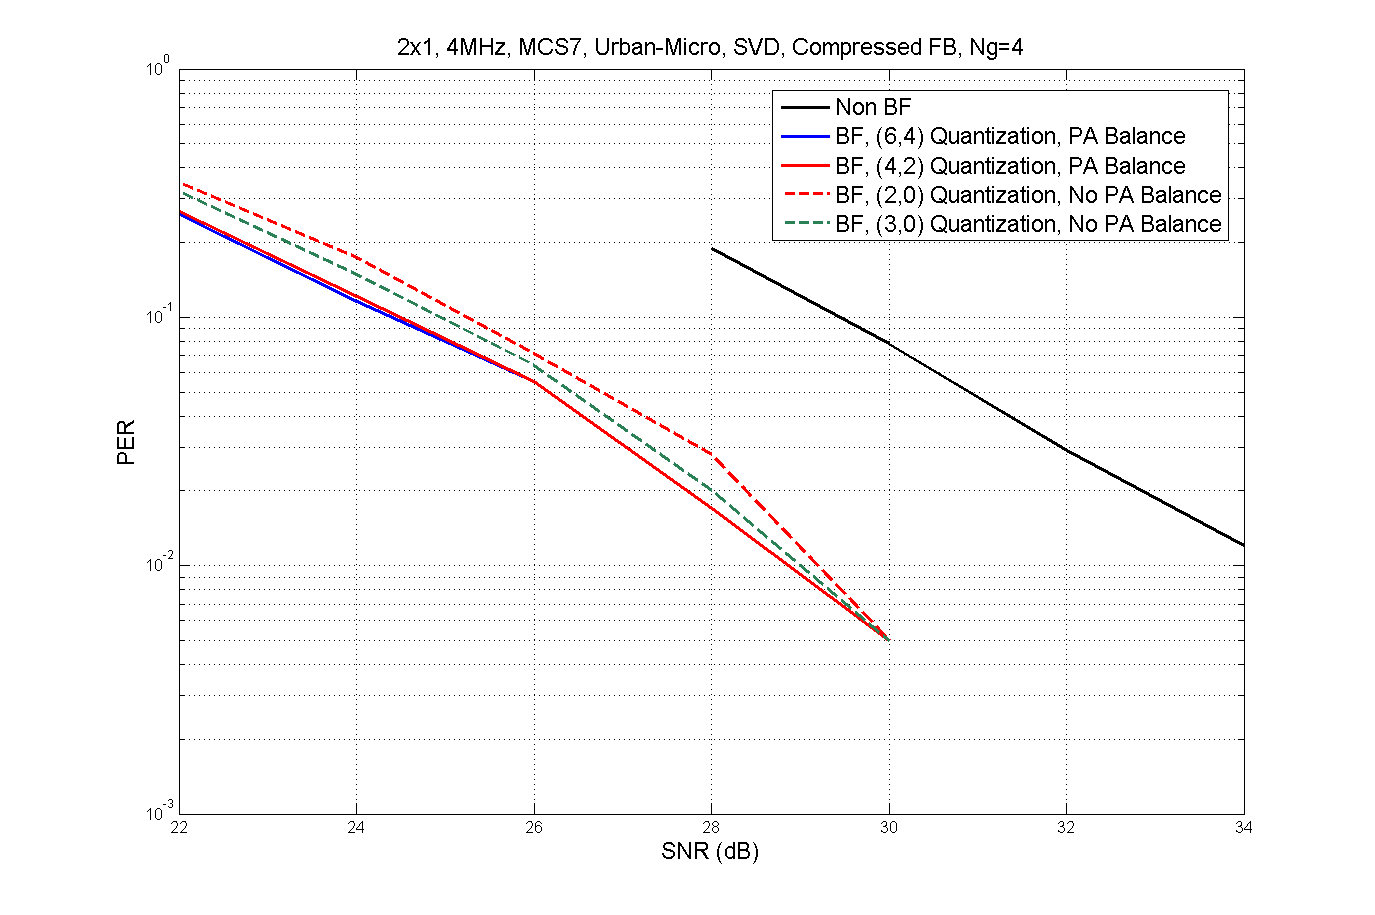 2x1, 4MHz, MCS7, Urban-Micro, SVD, Compressed FB, Ng=4
10^0
Non BF
BF, (6,4) Quantization, PA Balance
BF, (4,2) Quantization, PA Balance
BF, (2,0) Quantization, No PA Balance
BF, (3,0) Quantization, No PA Balance
10^-1
PER
10^-2
10^-3
22 24 26 28 30 32 34
SNR (dB)